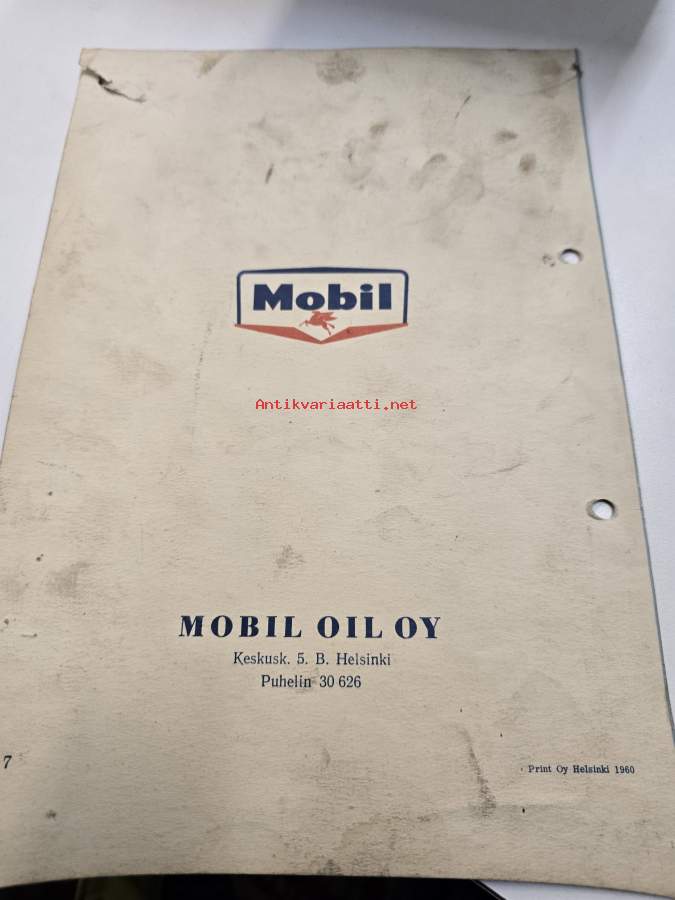 Mobil
Antikvariaatti.net
MOBIL OIL OY
Keskusk. 5. B. Helsinki
Puhelin 30 626
7
Print Oy Helsinki 1960